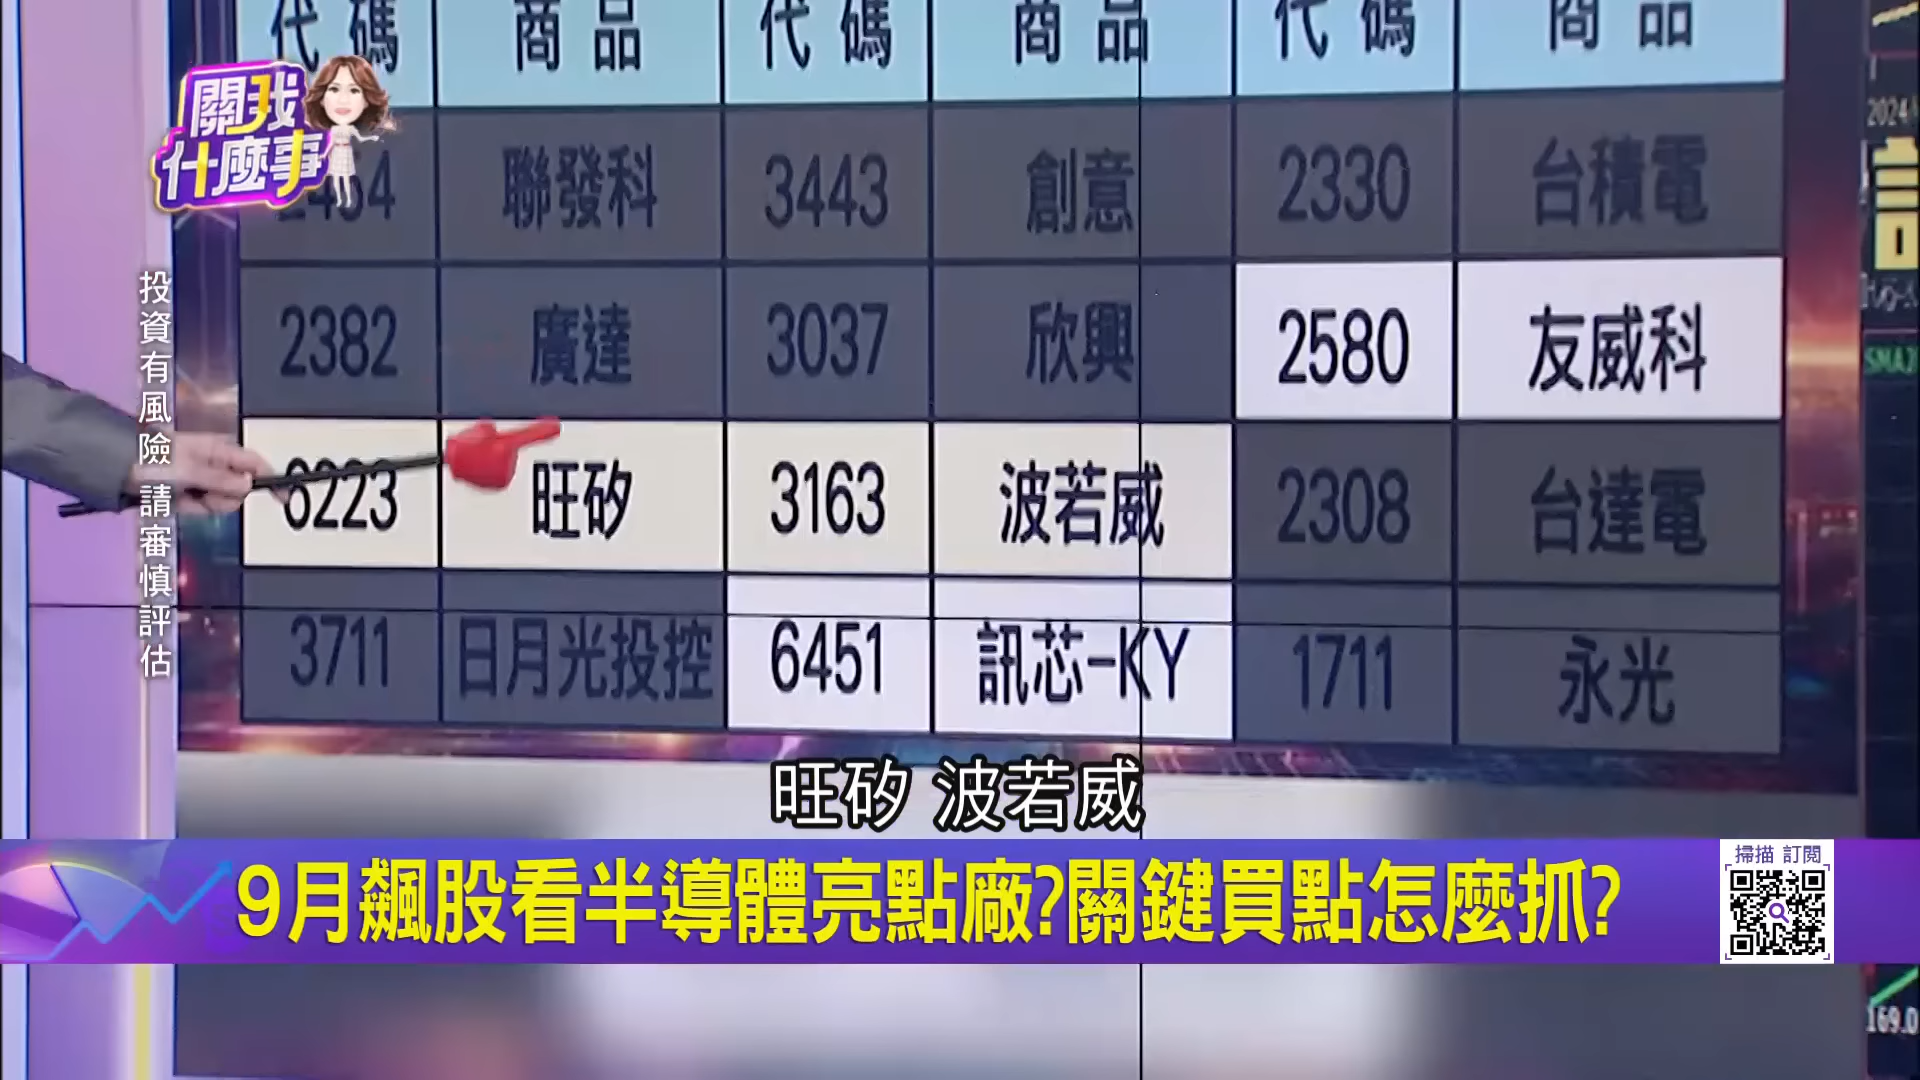 代碼 商品 代碼 商品 代碼 商品
關我
什麼事
2454 聯發科 3443 創意 2330 台積電
2382 廣達 3037 欣興 2580 友威科
6223 旺矽 3163 波若威 2308 台達電
3711 日月光投控 6451 訊芯-KY 1711 永光
投資有風險 請審慎評估
2024
SMA2
旺矽 波若威
9月飆股看半導體亮點廠?關鍵買點怎麼抓?
掃描 訂閱
169.0